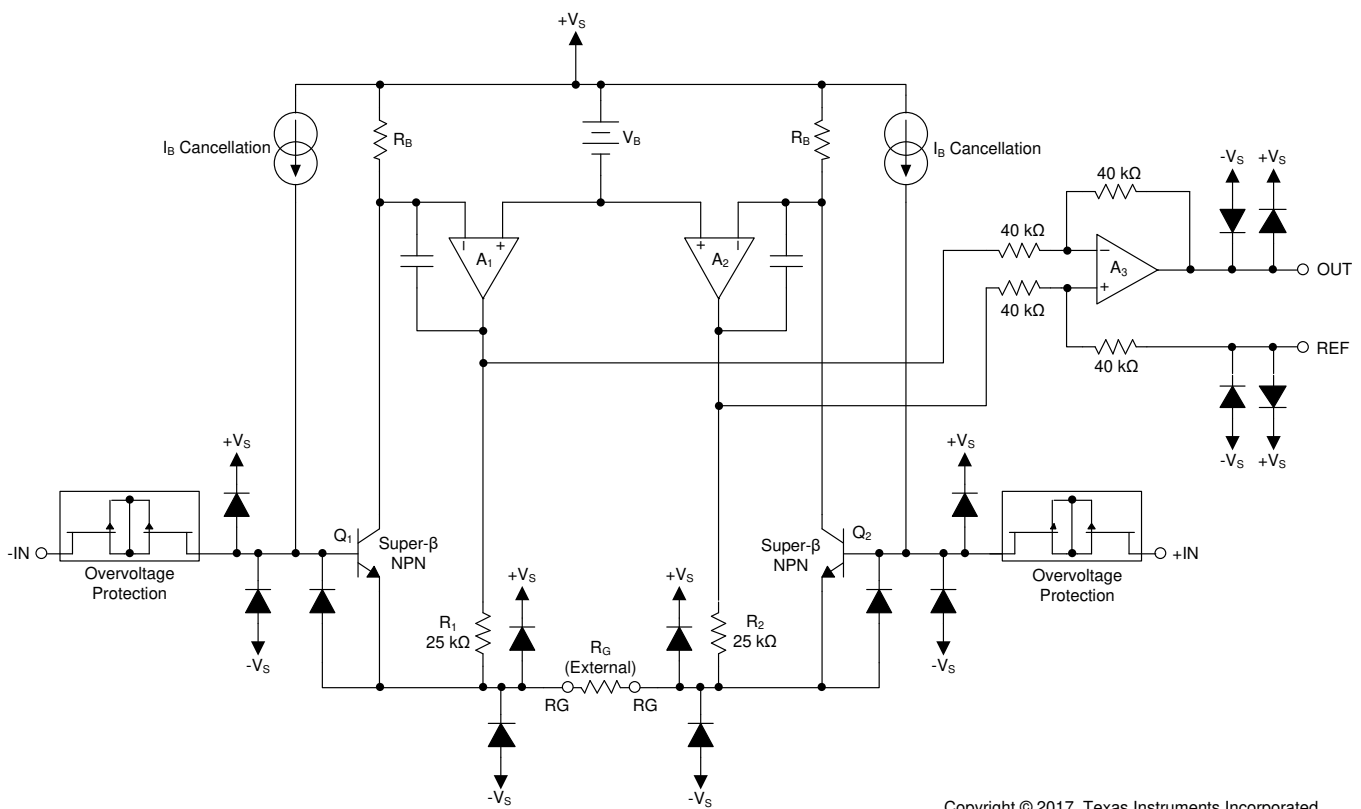 +VS
IB Cancellation
RB
VB
RB
IB Cancellation
-VS
+VS
40 kΩ
40 kΩ
A1
A2
A3
OUT
40 kΩ
40 kΩ
REF
-VS
+VS
+VS
+VS
-IN
Overvoltage
Protection
Q1
Super-β
NPN
Q2
Super-β
NPN
+IN
Overvoltage
Protection
-VS
+VS
+VS
-VS
R1
25 kΩ
R2
25 kΩ
RG
(External)
RG
RG
-VS
-VS
Copyright © 2017, Texas Instruments Incorporated